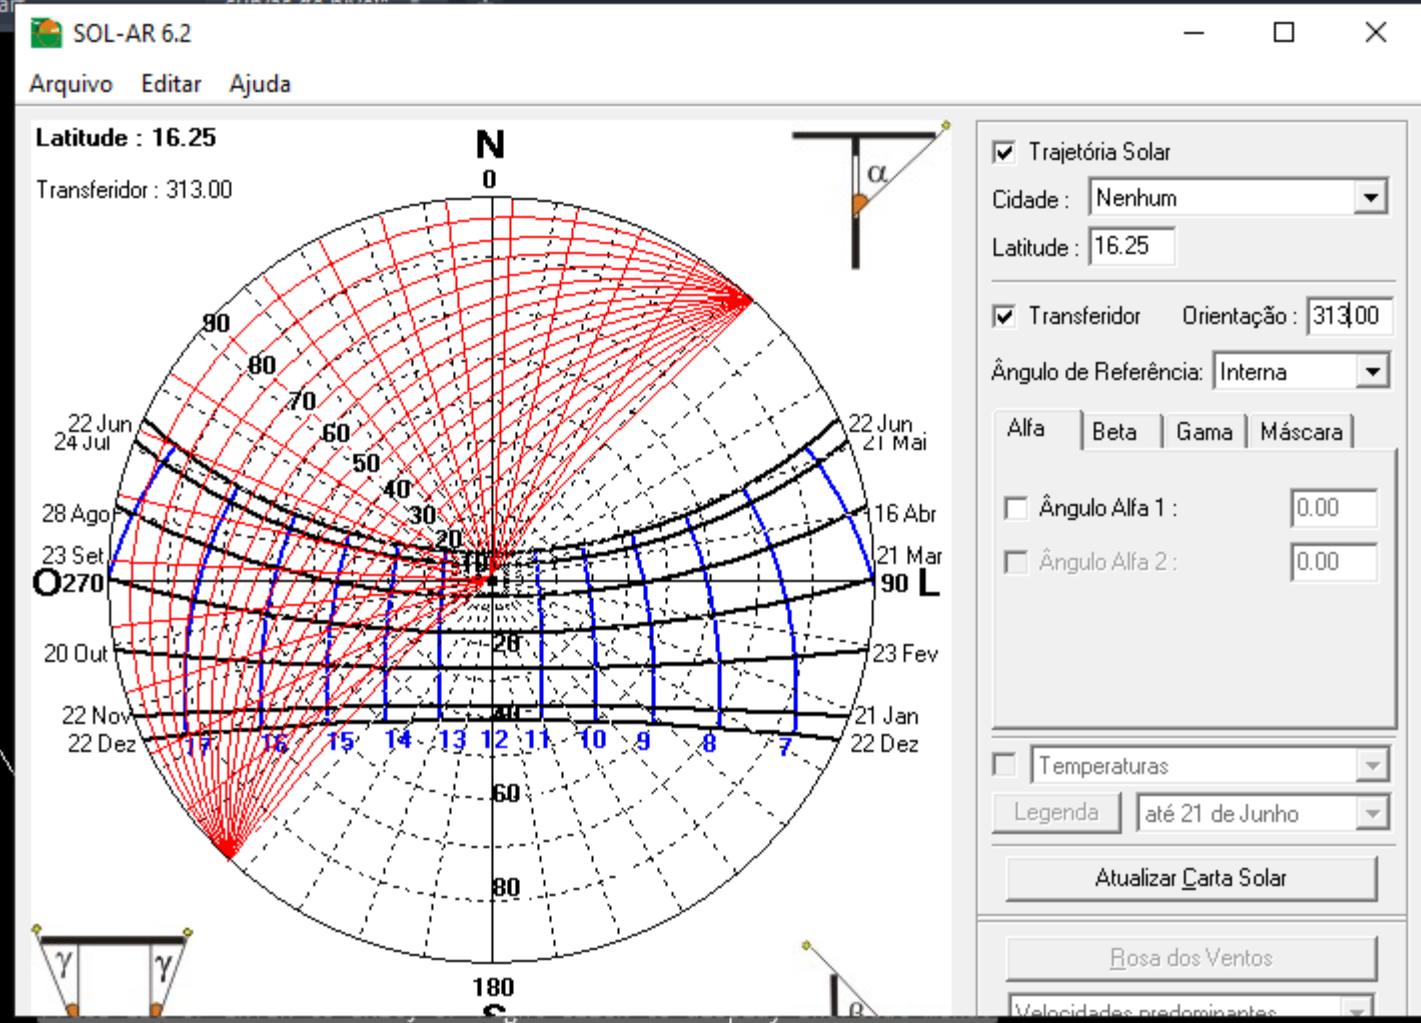 SOL-AR 6.2
Arquivo Editar Ajuda
Latitude : 16.25
Transferidor : 313.00
N
0
α
90
80
70
60
50
40
30
20
10
22 Jun
24 Jul
28 Ago
23 Set
O 270
20 Out
22 Nov
22 Dez
22 Jun
21 Mai
16 Abr
21 Mar
90 L
23 Fev
21 Jan
22 Dez
20
40
17 16 15 14 13 12 11 10 9 8 7
60
80
180
S
γ γ
β
Trajetória Solar
Cidade : Nenhum
Latitude : 16.25
Transferidor Orientação : 313.00
Ângulo de Referência: Interna
Alfa Beta Gama Máscara
Ângulo Alfa 1 : 0.00
Ângulo Alfa 2 : 0.00
Temperaturas
Legenda até 21 de Junho
Atualizar Carta Solar
Rosa dos Ventos
Velocidades predominantes